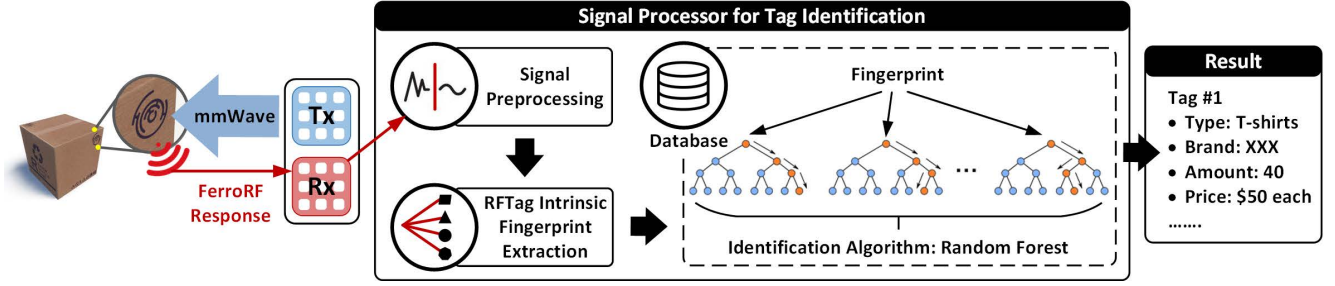 Signal Processor for Tag Identification
mmWave
Tx
Rx
FerroRF
Response
Signal
Preprocessing
RFTag Intrinsic
Fingerprint
Extraction
Database
Fingerprint
...
Identification Algorithm: Random Forest
Result
Tag #1
• Type: T-shirts
• Brand: XXX
• Amount: 40
• Price: $50 each
.......